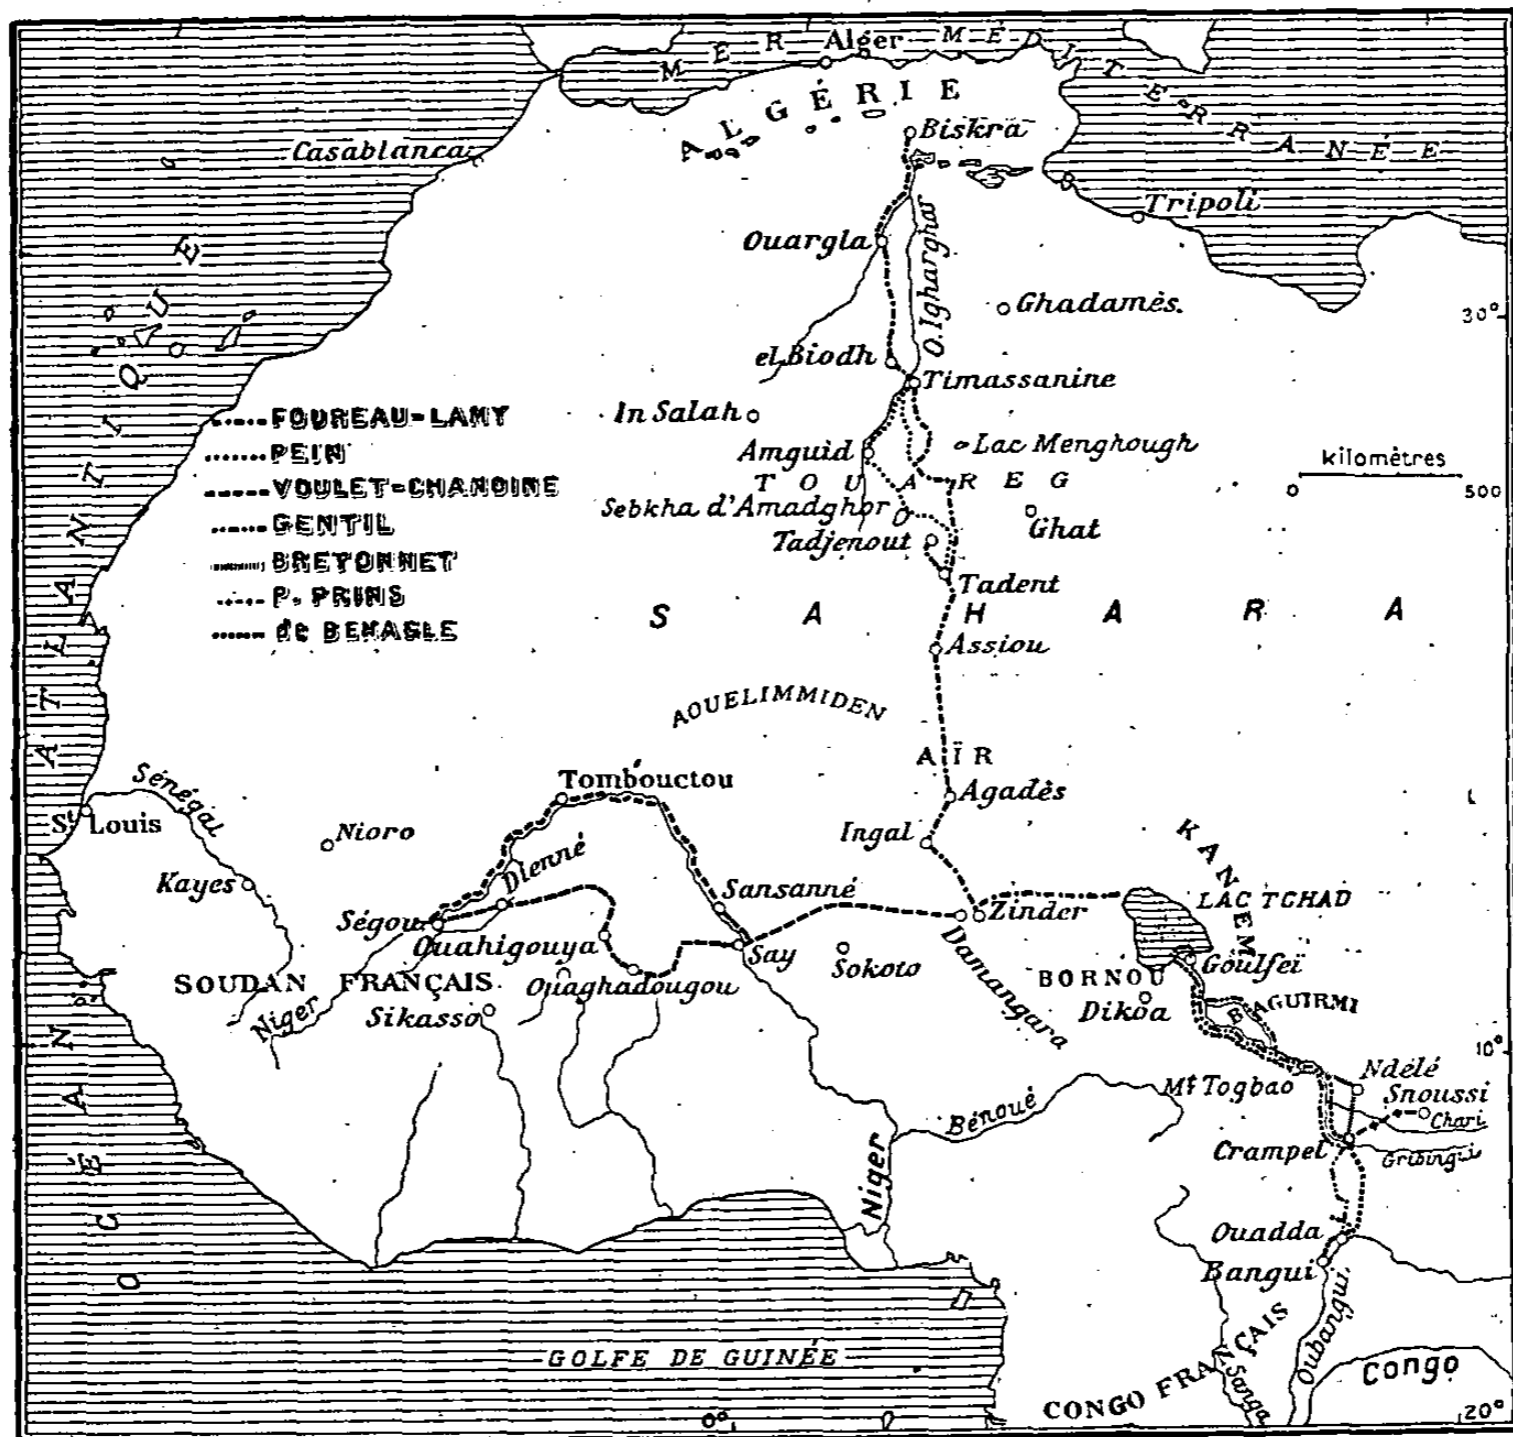 MER MÉDITERRANÉE
Alger
ALGÉRIE
Biskra
Casablanca
Tripoli
Ouargla
O. Igharghar
Ghadamès.
30°
el Biodh
Timassanine
FOUREAU-LAMY
In Salah
PEIN
Amguid
Lac Menghough
kilomètres
0 500
TOUAREG
VOULET-CHANOINE
Sebkha d'Amadghor
GENTIL
Ghat
Tadjenout
BRETONNET
Tadent
P. PRINS
SAHARA
de BEHAGLE
Assiou
AOUELIMMIDEN
AÏR
OCÉAN ATLANTIQUE
Sénégal
Tombouctou
Agadès
St Louis
Nioro
Ingal
KANEM
Dienné
Kayes
Sansanné
LAC TCHAD
Ségou
Zinder
Ouahigouya
Say
Sokoto
Damangara
Goulfeï
SOUDAN FRANÇAIS
Ouaghadougou
BORNOU
Dikoa
BAGUIRMI
Niger
Sikasso
10°
Mt Togbao
Ndélé
Snoussi
Chari
Bénoué
Crampel
Gribingui
Niger
Ouadda
Bangui
Oubangui
GOLFE DE GUINÉE
CONGO FRANÇAIS
Sanga
Congo
0°
20°